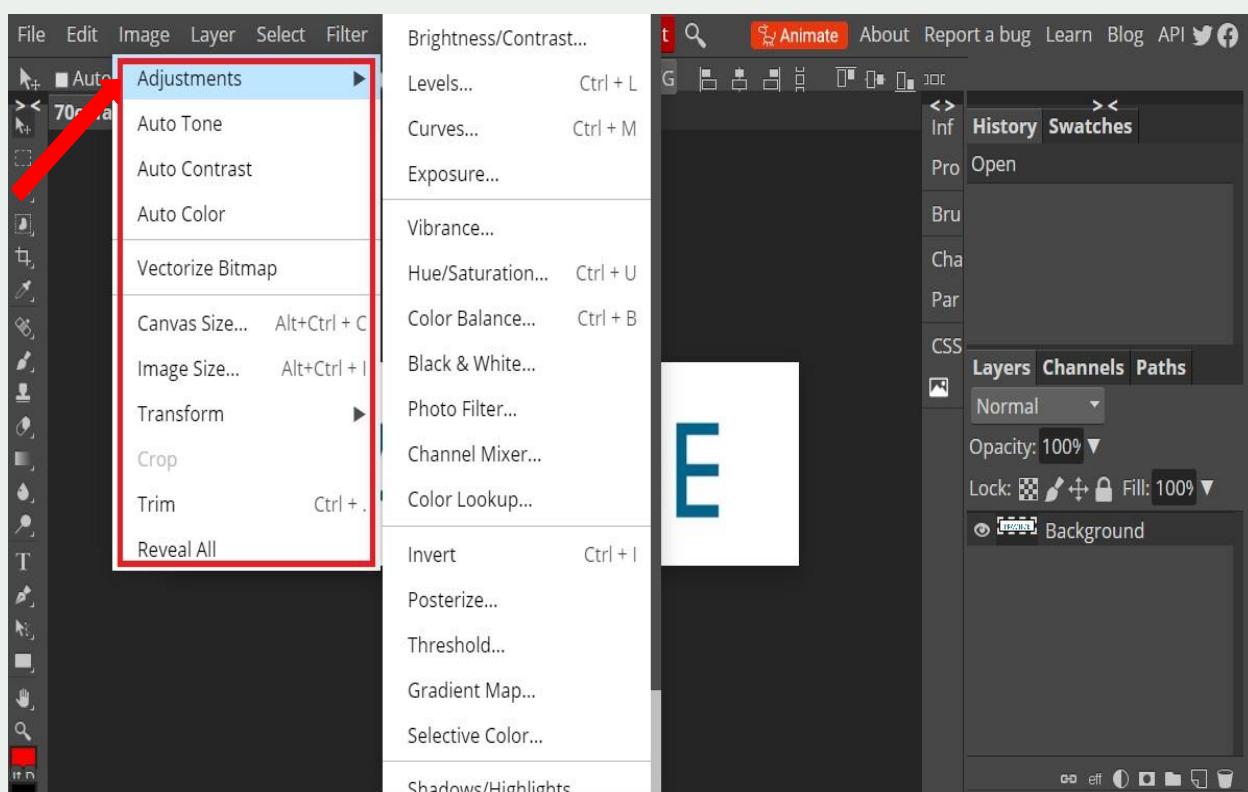 File Edit Image Layer Select Filter
t Animate About Report a bug Learn Blog API
Auto
G
Adjustments
Auto Tone
Auto Contrast
Auto Color
Vectorize Bitmap
Canvas Size... Alt+Ctrl + C
Image Size... Alt+Ctrl + I
Transform
Crop
Trim Ctrl + .
Reveal All
Brightness/Contrast...
Levels... Ctrl + L
Curves... Ctrl + M
Exposure...
Vibrance...
Hue/Saturation... Ctrl + U
Color Balance... Ctrl + B
Black & White...
Photo Filter...
Channel Mixer...
Color Lookup...
Invert Ctrl + I
Posterize...
Threshold...
Gradient Map...
Selective Color...
Shadows/Highlights
E
< >
Inf
Pro
Bru
Cha
Par
CSS
> <
History Swatches
Open
Layers Channels Paths
Normal
Opacity: 100%
Lock: Fill: 100%
Background
eff
> <
T